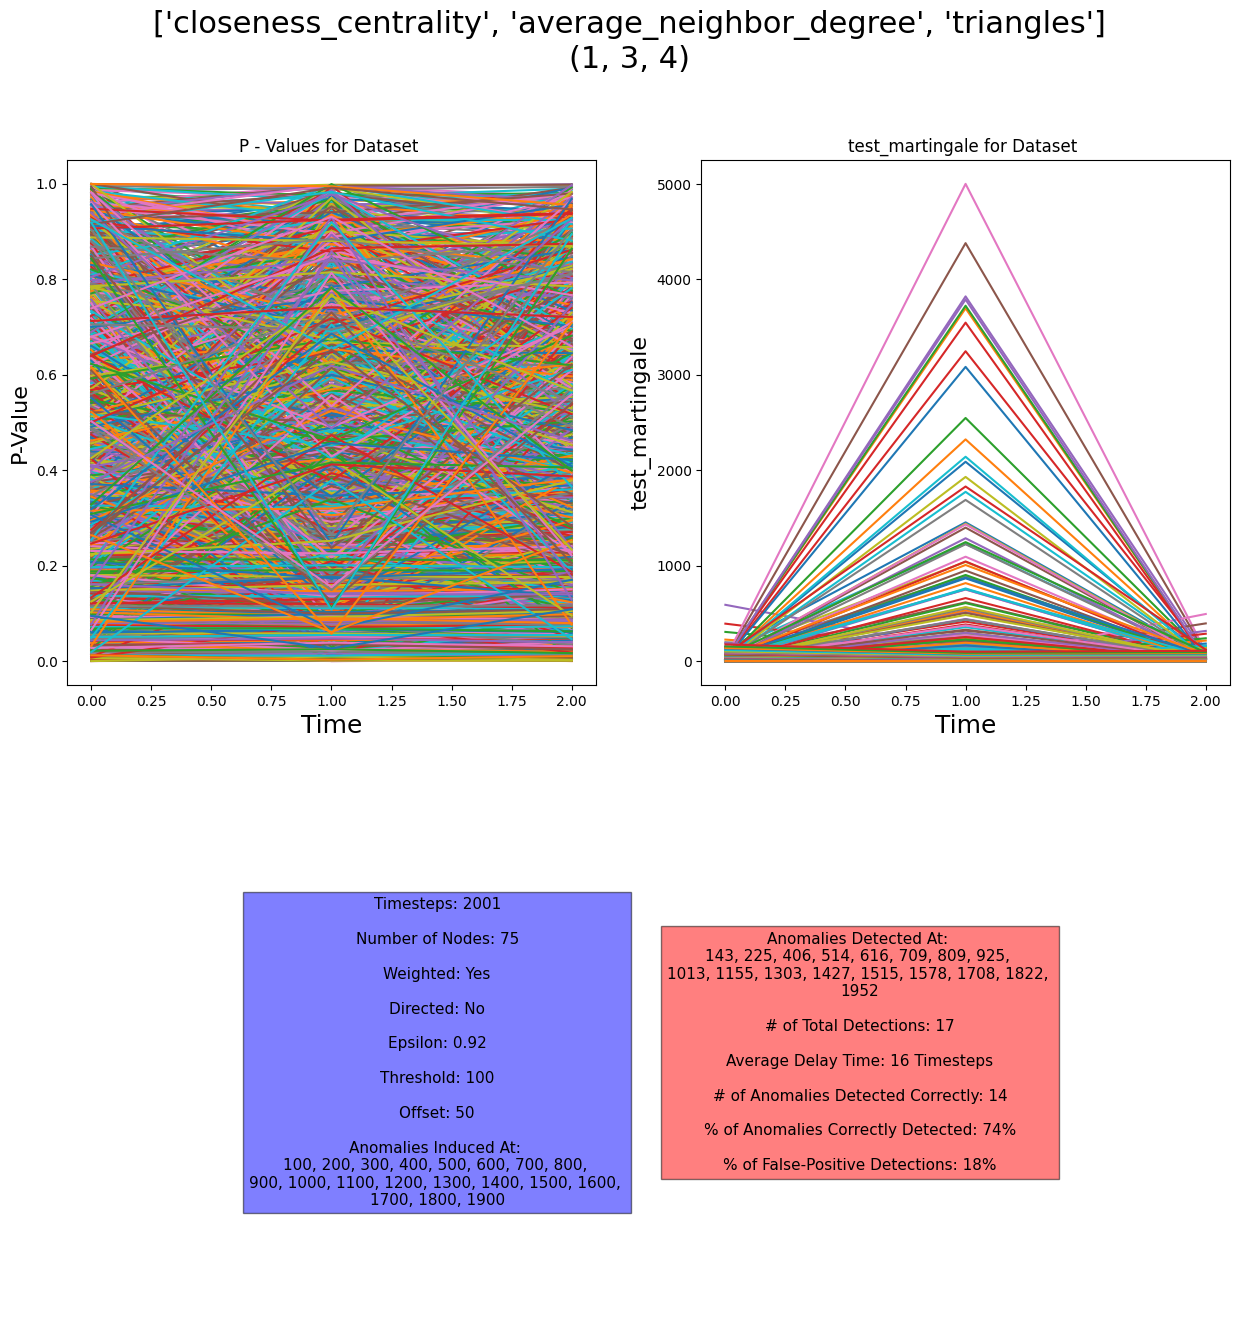 ['closeness_centrality', 'average_neighbor_degree', 'triangles']
(1, 3, 4)
P - Values for Dataset
1.0
0.8
0.6
0.4
0.2
0.0
P-Value
0.00 0.25 0.50 0.75 1.00 1.25 1.50 1.75 2.00
Time
test_martingale for Dataset
5000
4000
3000
2000
1000
0
test_martingale
0.00 0.25 0.50 0.75 1.00 1.25 1.50 1.75 2.00
Time
Timesteps: 2001
Number of Nodes: 75
Weighted: Yes
Directed: No
Epsilon: 0.92
Threshold: 100
Offset: 50
Anomalies Induced At:
100, 200, 300, 400, 500, 600, 700, 800,
900, 1000, 1100, 1200, 1300, 1400, 1500, 1600,
1700, 1800, 1900
Anomalies Detected At:
143, 225, 406, 514, 616, 709, 809, 925,
1013, 1155, 1303, 1427, 1515, 1578, 1708, 1822,
1952
# of Total Detections: 17
Average Delay Time: 16 Timesteps
# of Anomalies Detected Correctly: 14
% of Anomalies Correctly Detected: 74%
% of False-Positive Detections: 18%